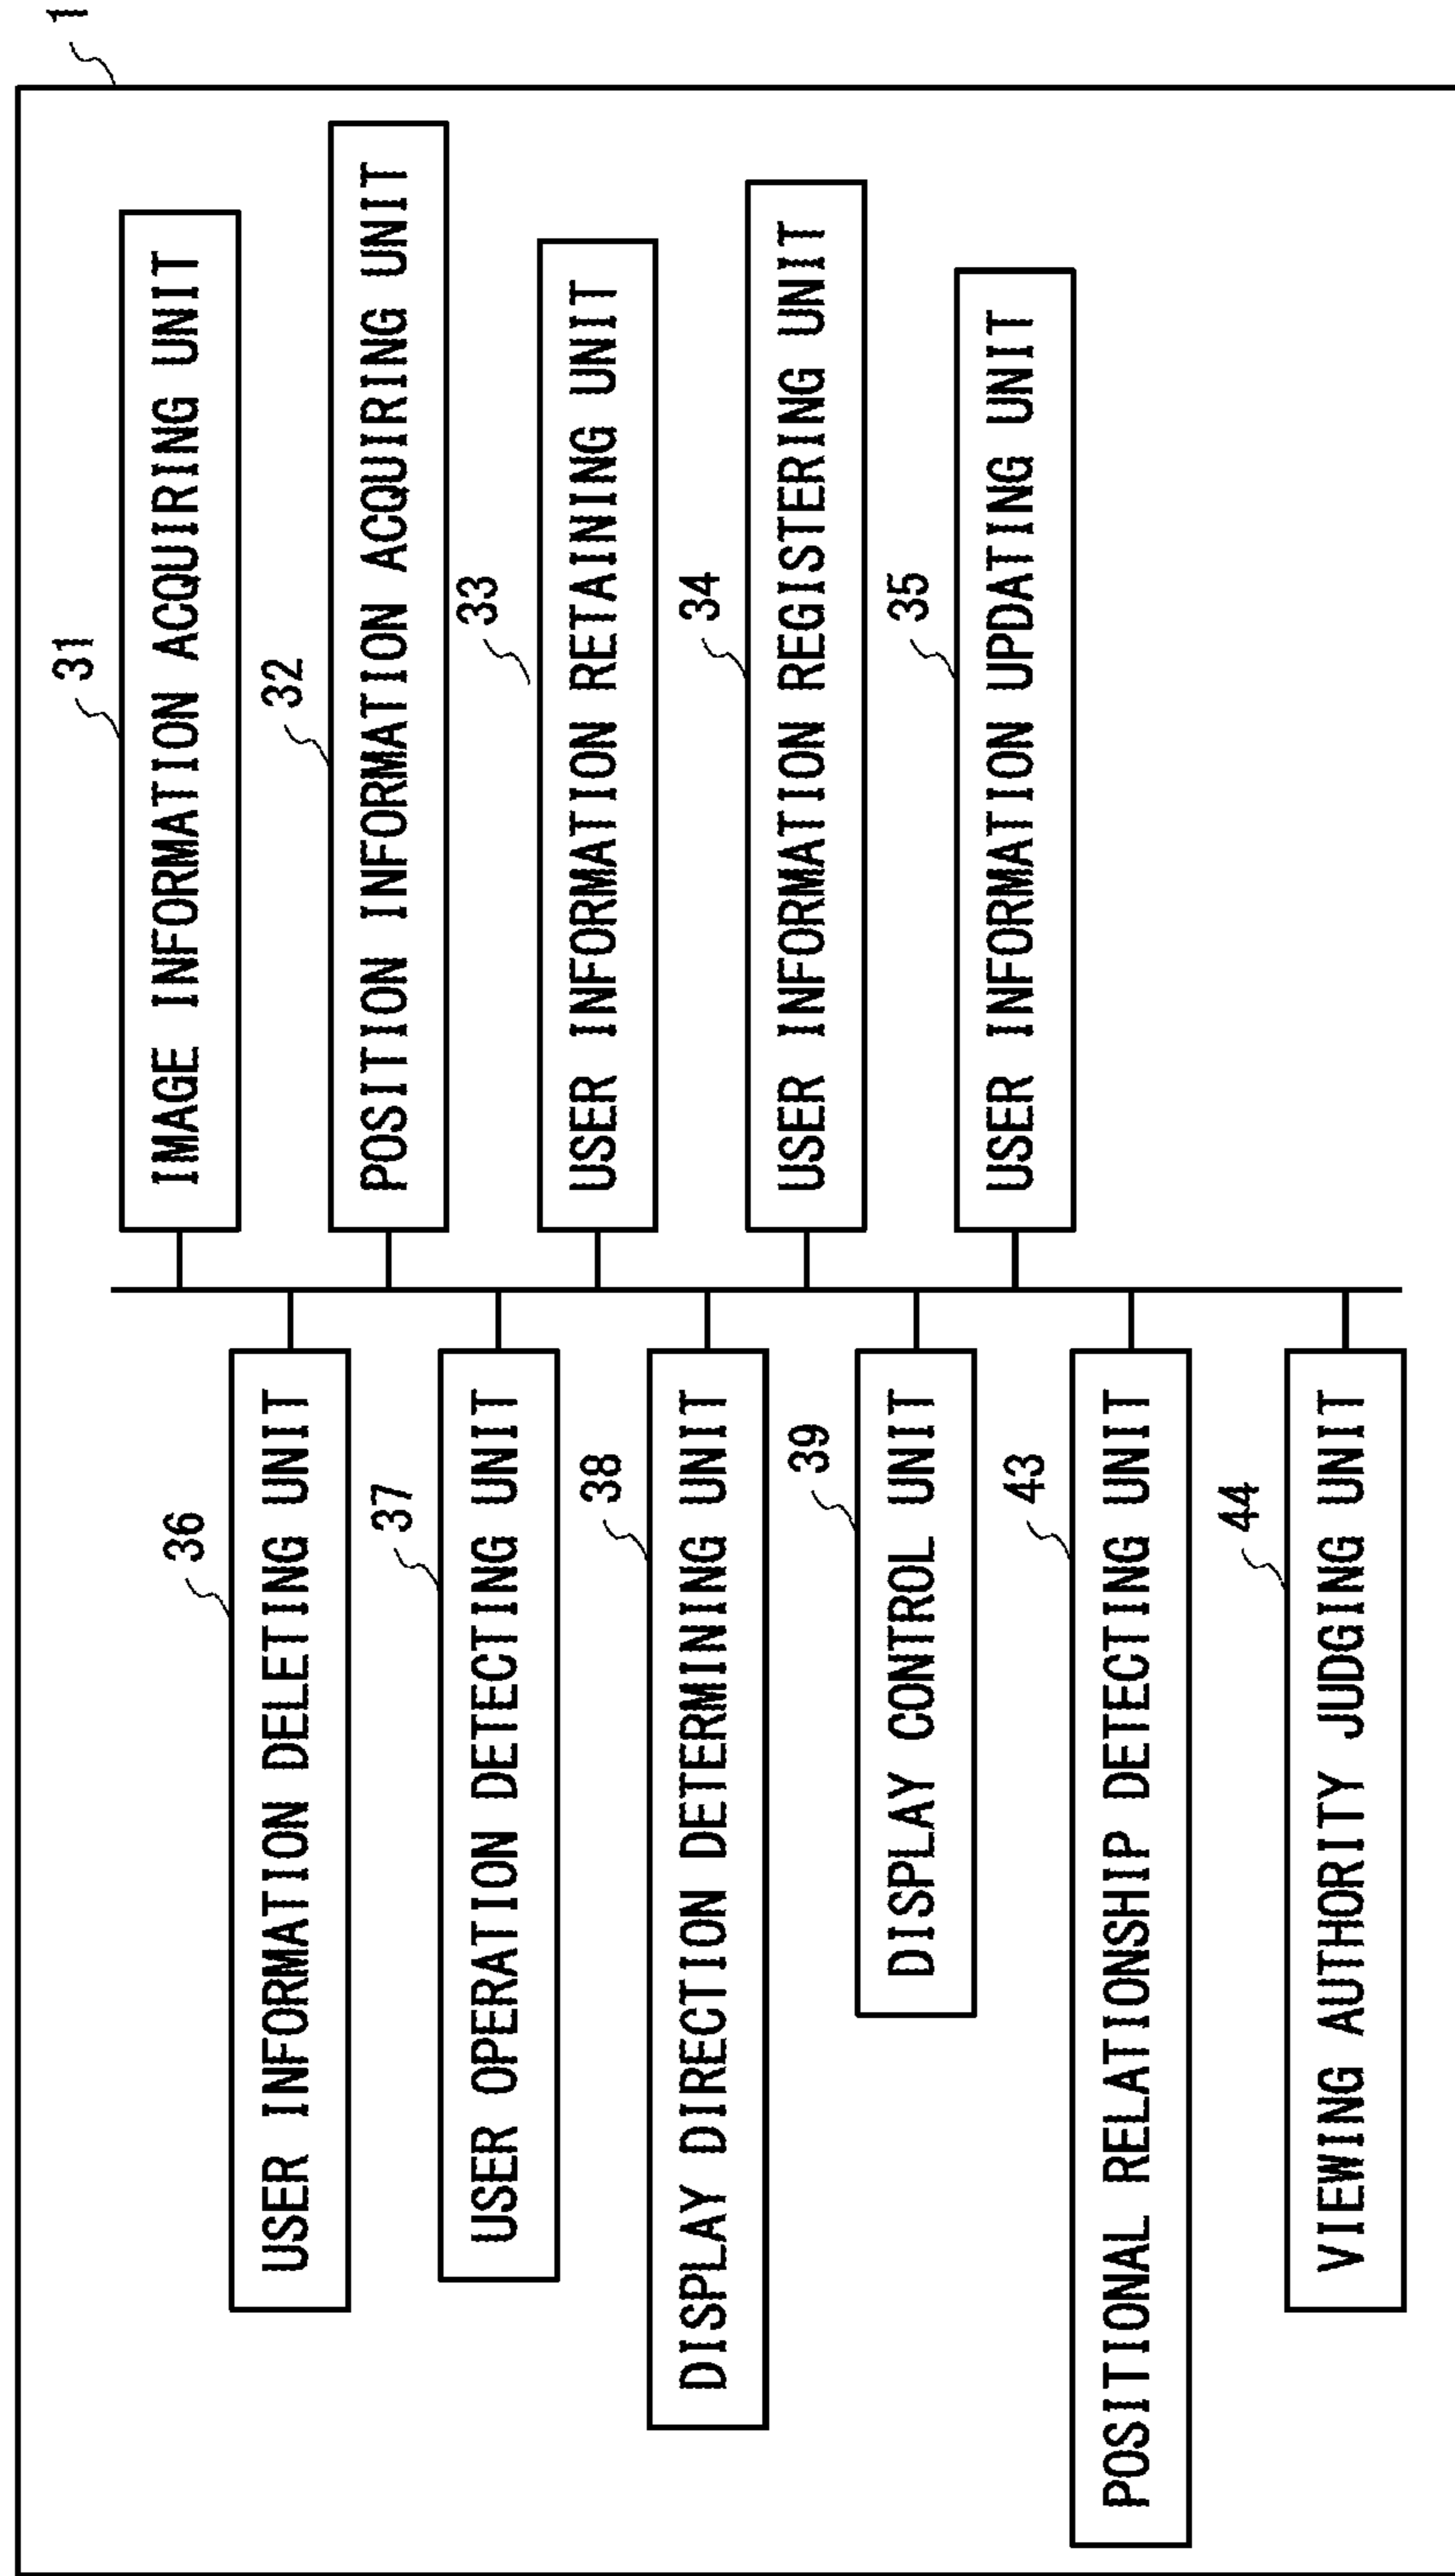 1
31
IMAGE INFORMATION ACQUIRING UNIT
32
POSITION INFORMATION ACQUIRING UNIT
33
USER INFORMATION RETAINING UNIT
34
USER INFORMATION REGISTERING UNIT
35
USER INFORMATION UPDATING UNIT
36
USER INFORMATION DELETING UNIT
37
USER OPERATION DETECTING UNIT
38
DISPLAY DIRECTION DETERMINING UNIT
39
DISPLAY CONTROL UNIT
43
POSITIONAL RELATIONSHIP DETECTING UNIT
44
VIEWING AUTHORITY JUDGING UNIT